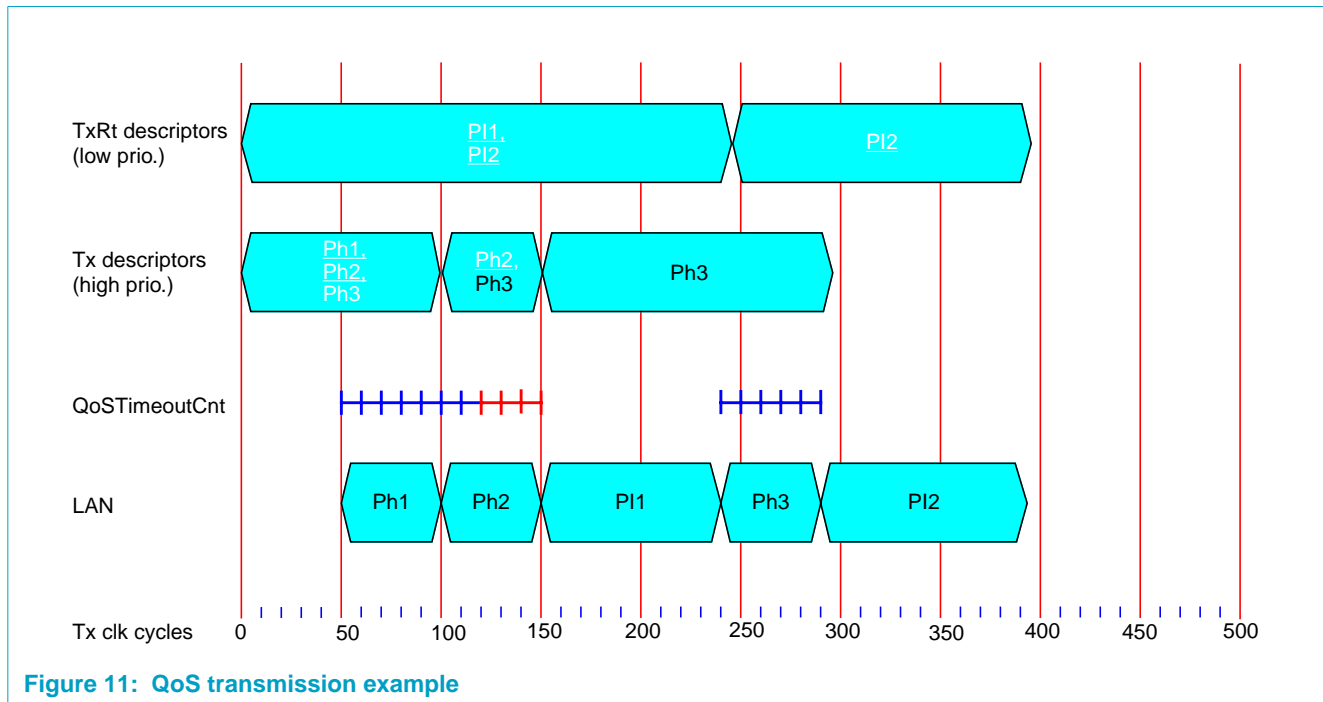 TxRt descriptors
(low prio.)
Pl1,
Pl2
Pl2
Tx descriptors
(high prio.)
Ph1,
Ph2,
Ph3
Ph2,
Ph3
Ph3
QoSTimeoutCnt
LAN
Ph1
Ph2
Pl1
Ph3
Pl2
Tx clk cycles
0 50 100 150 200 250 300 350 400 450 500
Figure 11: QoS transmission example